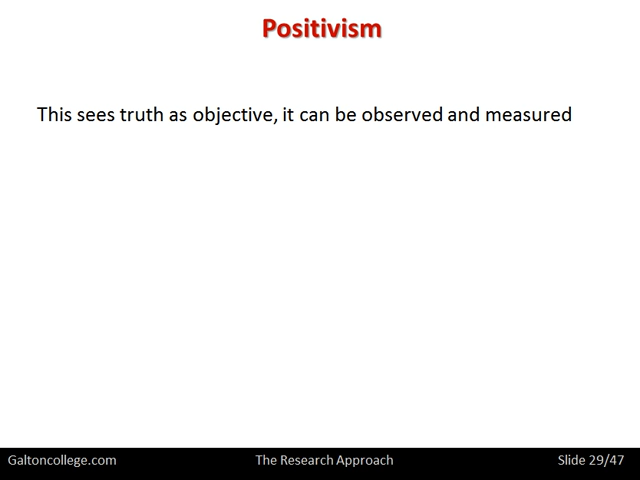 Positivism
This sees truth as objective, it can be observed and measured
Galtoncollege.com
The Research Approach
Slide 29/47